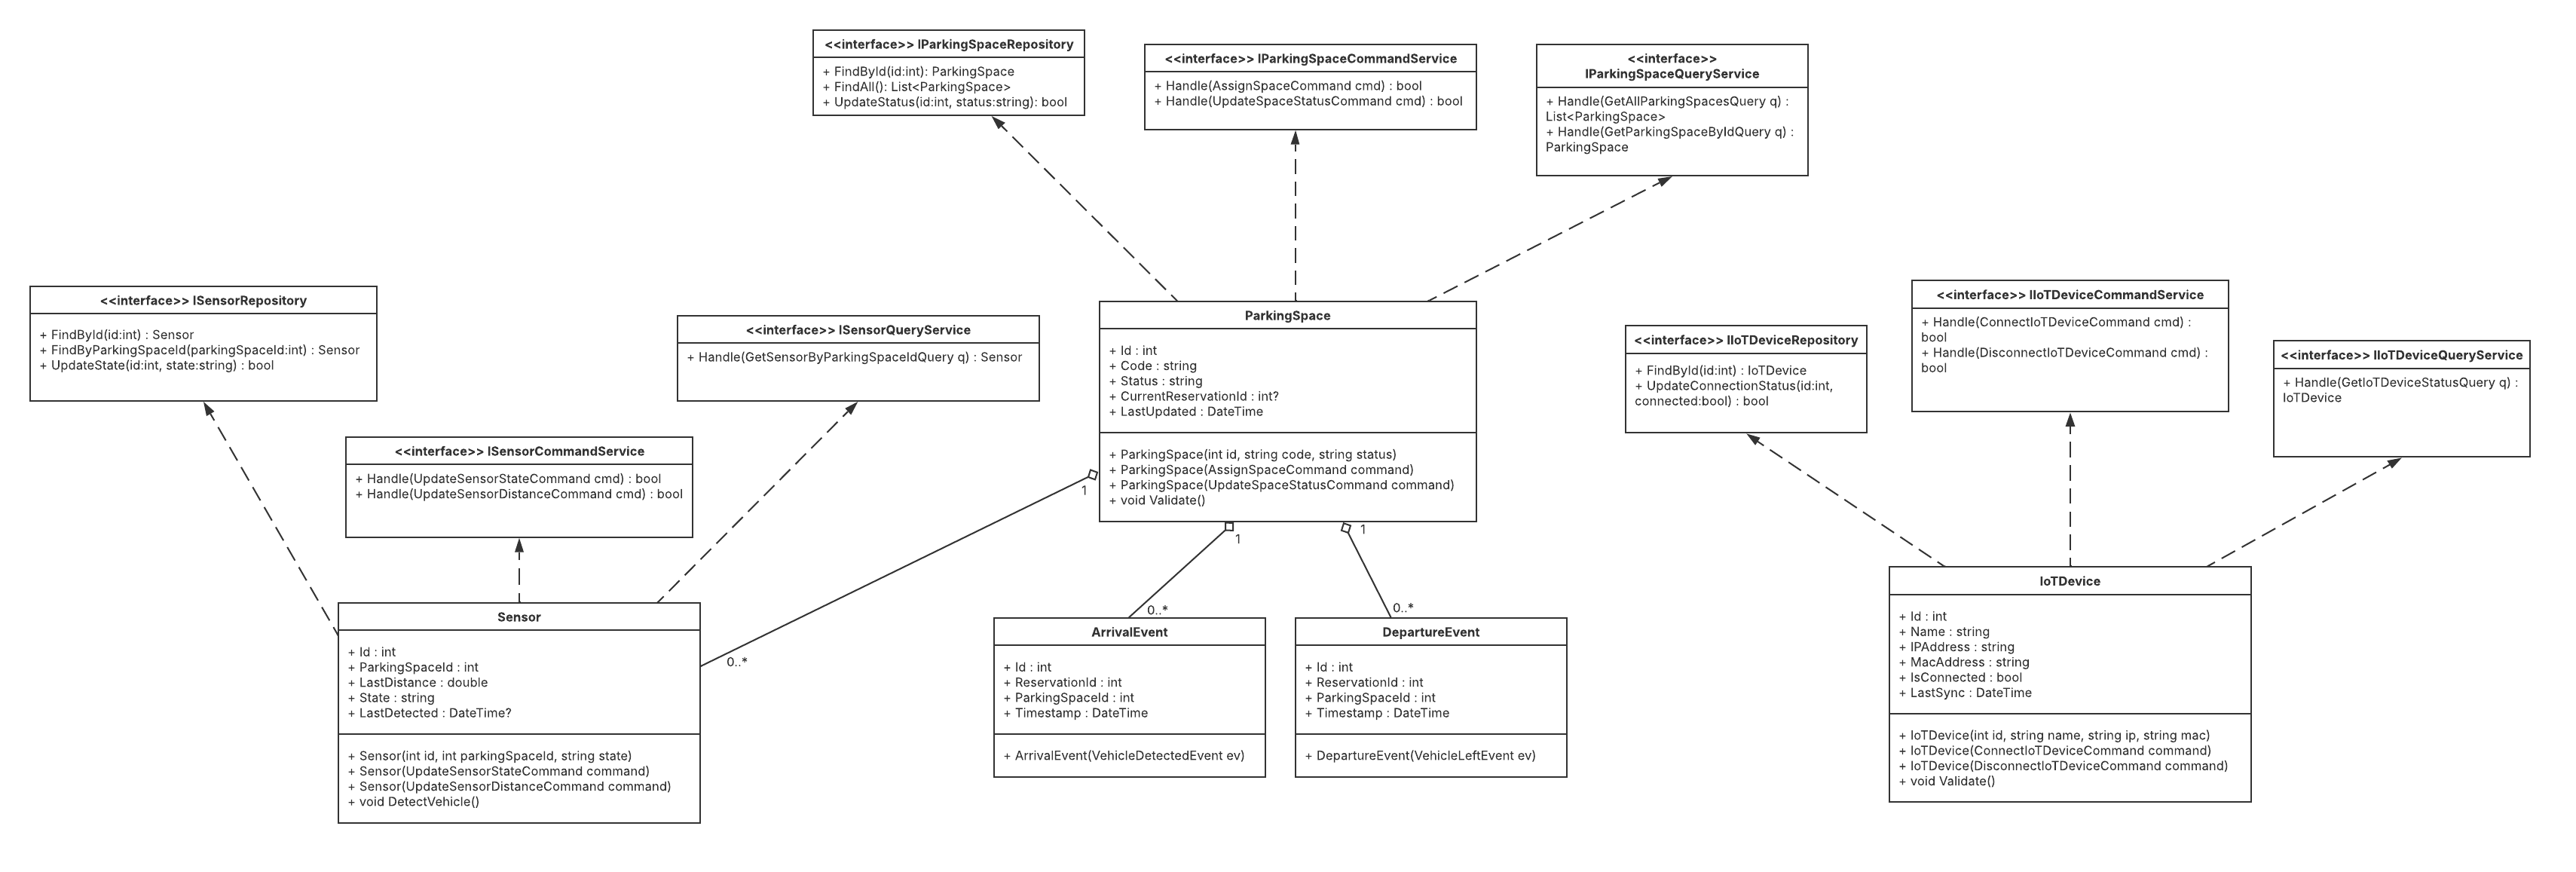 <<interface>> IParkingSpaceRepository
+ FindById(id:int): ParkingSpace
+ FindAll(): List<ParkingSpace>
+ UpdateStatus(id:int, status:string): bool
<<interface>> IParkingSpaceCommandService
+ Handle(AssignSpaceCommand cmd) : bool
+ Handle(UpdateSpaceStatusCommand cmd) : bool
<<interface>>
IParkingSpaceQueryService
+ Handle(GetAllParkingSpacesQuery q) :
List<ParkingSpace>
+ Handle(GetParkingSpaceByIdQuery q) :
ParkingSpace
<<interface>> ISensorRepository
+ FindById(id:int) : Sensor
+ FindByParkingSpaceId(parkingSpaceId:int) : Sensor
+ UpdateState(id:int, state:string) : bool
<<interface>> ISensorQueryService
+ Handle(GetSensorByParkingSpaceIdQuery q) : Sensor
<<interface>> ISensorCommandService
+ Handle(UpdateSensorStateCommand cmd) : bool
+ Handle(UpdateSensorDistanceCommand cmd) : bool
ParkingSpace
+ Id : int
+ Code : string
+ Status : string
+ CurrentReservationId : int?
+ LastUpdated : DateTime
+ ParkingSpace(int id, string code, string status)
+ ParkingSpace(AssignSpaceCommand command)
+ ParkingSpace(UpdateSpaceStatusCommand command)
+ void Validate()
<<interface>> IIoTDeviceRepository
+ FindById(id:int) : IoTDevice
+ UpdateConnectionStatus(id:int,
connected:bool) : bool
<<interface>> IIoTDeviceCommandService
+ Handle(ConnectIoTDeviceCommand cmd) :
bool
+ Handle(DisconnectIoTDeviceCommand cmd) :
bool
<<interface>> IIoTDeviceQueryService
+ Handle(GetIoTDeviceStatusQuery q) :
IoTDevice
1
1
1
0..*
0..*
0..*
Sensor
+ Id : int
+ ParkingSpaceId : int
+ LastDistance : double
+ State : string
+ LastDetected : DateTime?
+ Sensor(int id, int parkingSpaceId, string state)
+ Sensor(UpdateSensorStateCommand command)
+ Sensor(UpdateSensorDistanceCommand command)
+ void DetectVehicle()
ArrivalEvent
+ Id : int
+ ReservationId : int
+ ParkingSpaceId : int
+ Timestamp : DateTime
+ ArrivalEvent(VehicleDetectedEvent ev)
DepartureEvent
+ Id : int
+ ReservationId : int
+ ParkingSpaceId : int
+ Timestamp : DateTime
+ DepartureEvent(VehicleLeftEvent ev)
IoTDevice
+ Id : int
+ Name : string
+ IPAddress : string
+ MacAddress : string
+ IsConnected : bool
+ LastSync : DateTime
+ IoTDevice(int id, string name, string ip, string mac)
+ IoTDevice(ConnectIoTDeviceCommand command)
+ IoTDevice(DisconnectIoTDeviceCommand command)
+ void Validate()